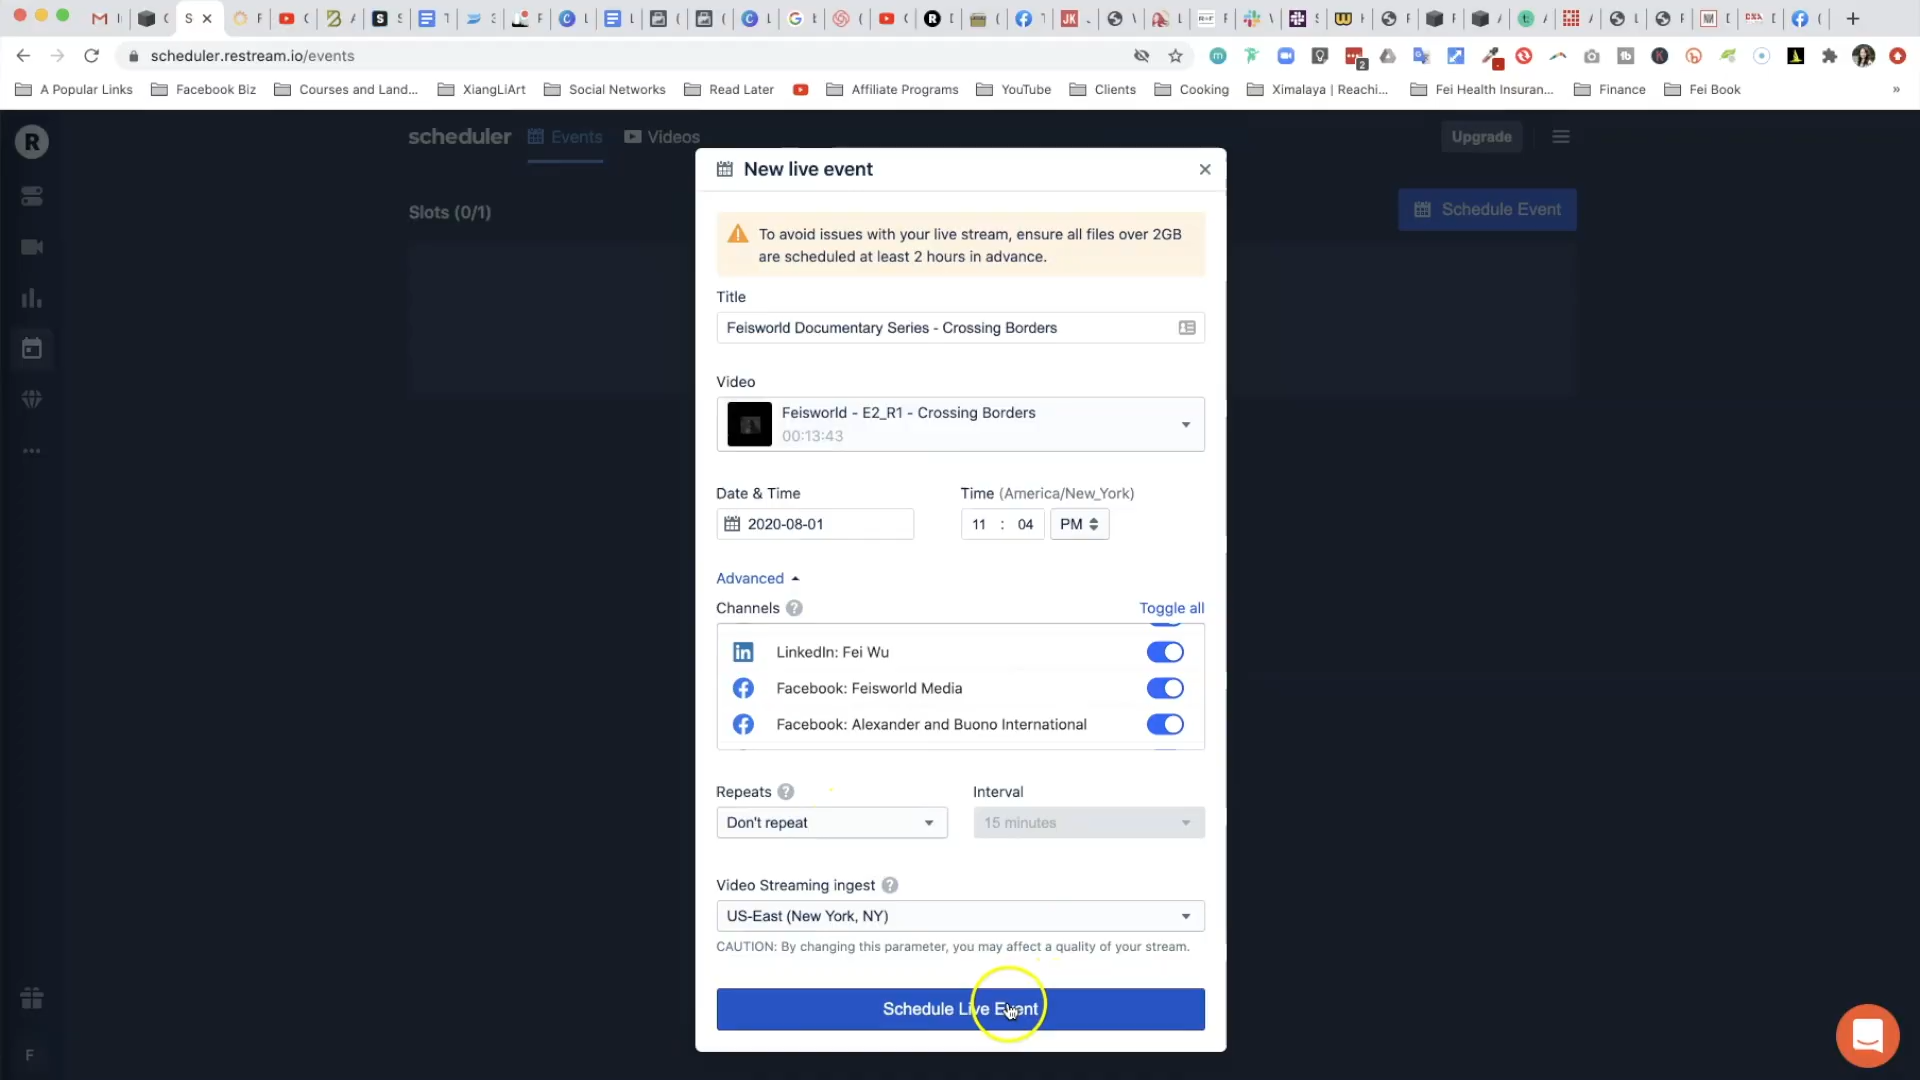 scheduler.restream.io/events
2
A Popular Links
Facebook Biz
Courses and Land...
XiangLiArt
Social Networks
Read Later
Affiliate Programs
YouTube
Clients
Cooking
Ximalaya | Reachi...
Fei Health Insuran...
Finance
Fei Book
»
R
scheduler
Events
Videos
Upgrade
Slots (0/1)
Schedule Event
New live event
To avoid issues with your live stream, ensure all files over 2GB
are scheduled at least 2 hours in advance.
Title
Feisworld Documentary Series - Crossing Borders
Video
Feisworld - E2_R1 - Crossing Borders
00:13:43
Date & Time
Time (America/New_York)
2020-08-01
11 : 04 PM
Advanced
Channels ?
Toggle all
in LinkedIn: Fei Wu
Facebook: Feisworld Media
Facebook: Alexander and Buono International
Repeats ?
Interval
Don't repeat
15 minutes
Video Streaming ingest ?
US-East (New York, NY)
CAUTION: By changing this parameter, you may affect a quality of your stream.
Schedule Live Event
F